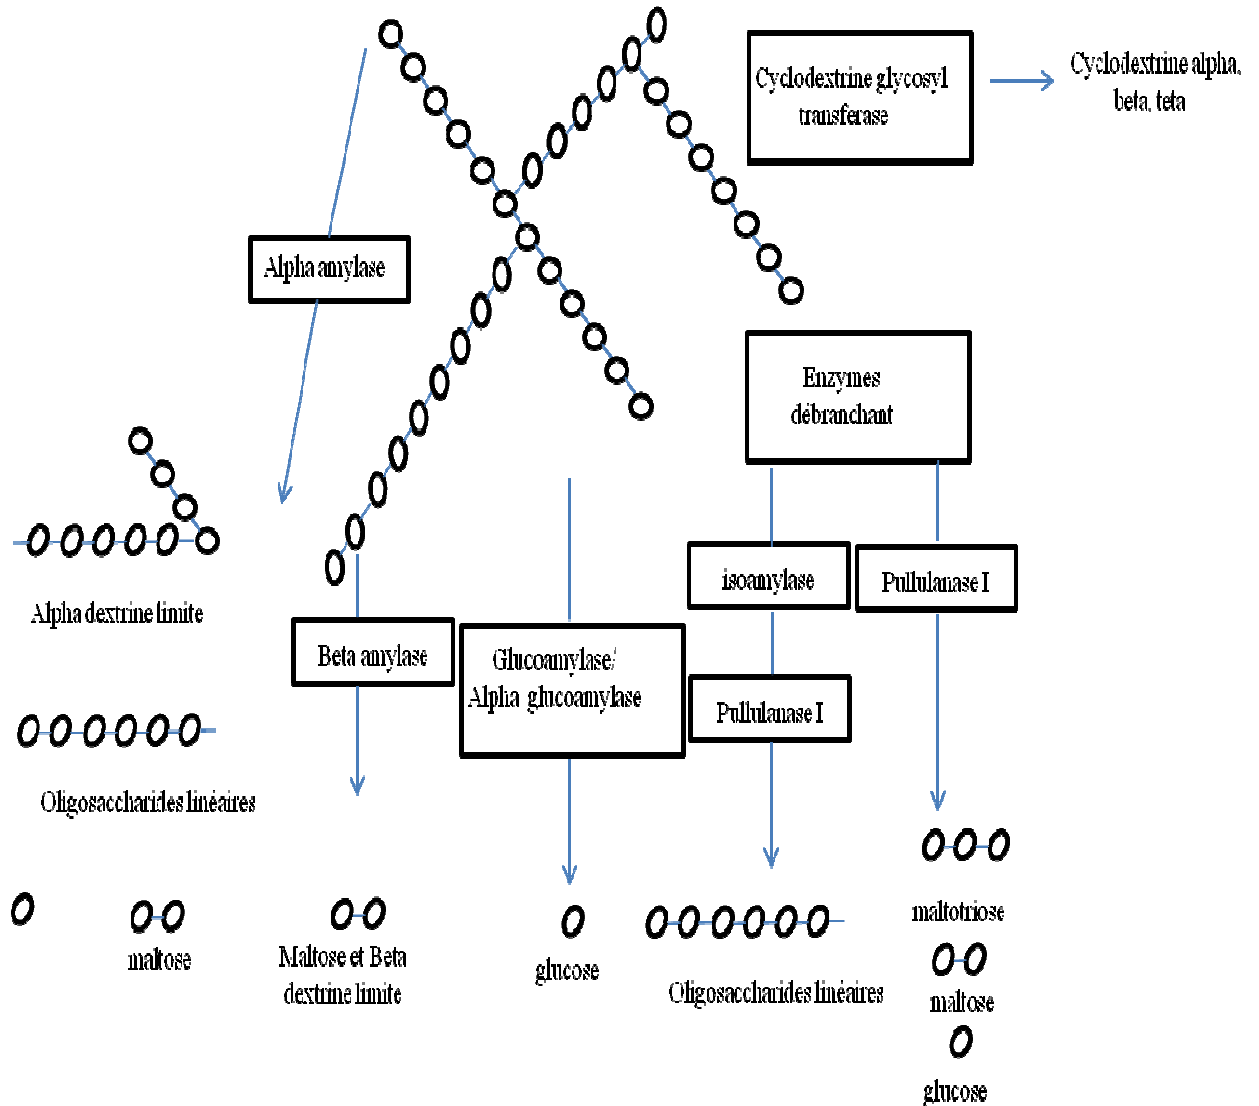 Cyclodextrine glycosyl
transferase
Cyclodextrine alpha,
beta, teta
Alpha amylase
Enzymes
débranchant
isoamylase
Pullulanase I
Alpha dextrine limite
Beta amylase
Glucoamylase/
Alpha glucoamylase
Pullulanase I
Oligosaccharides linéaires
maltose
Maltose et Beta
dextrine limite
glucose
Oligosaccharides linéaires
maltotriose
maltose
glucose